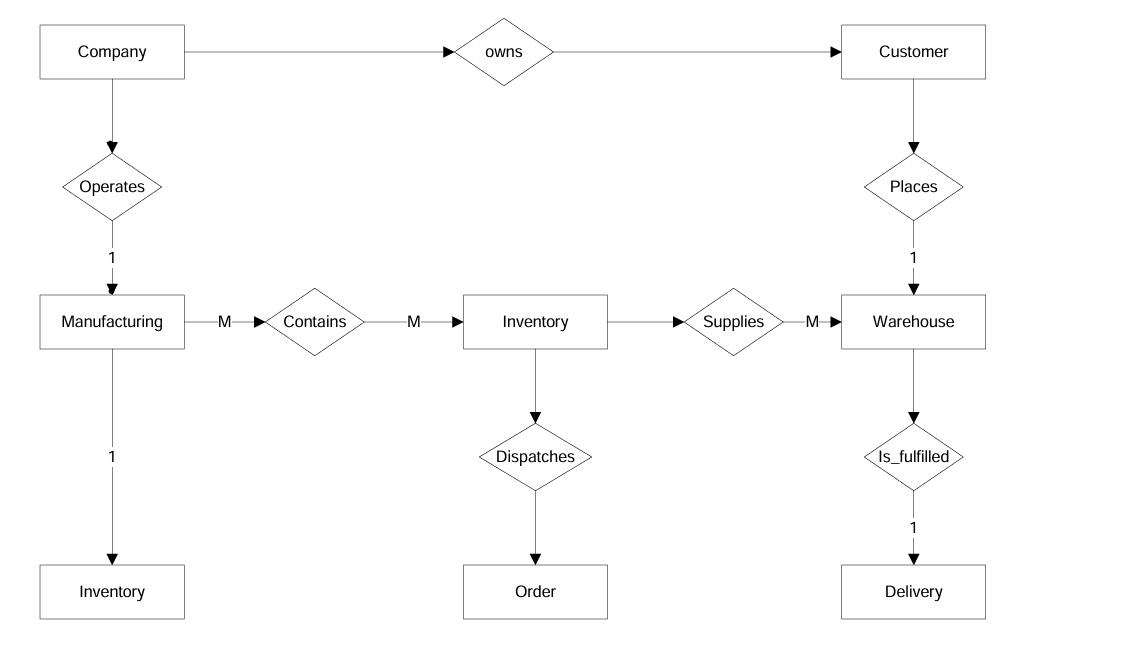 Company
owns
Customer
Operates
Places
1
1
Manufacturing
M
Contains
M
Inventory
Supplies
M
Warehouse
1
Dispatches
Is_fulfilled
1
Inventory
Order
Delivery